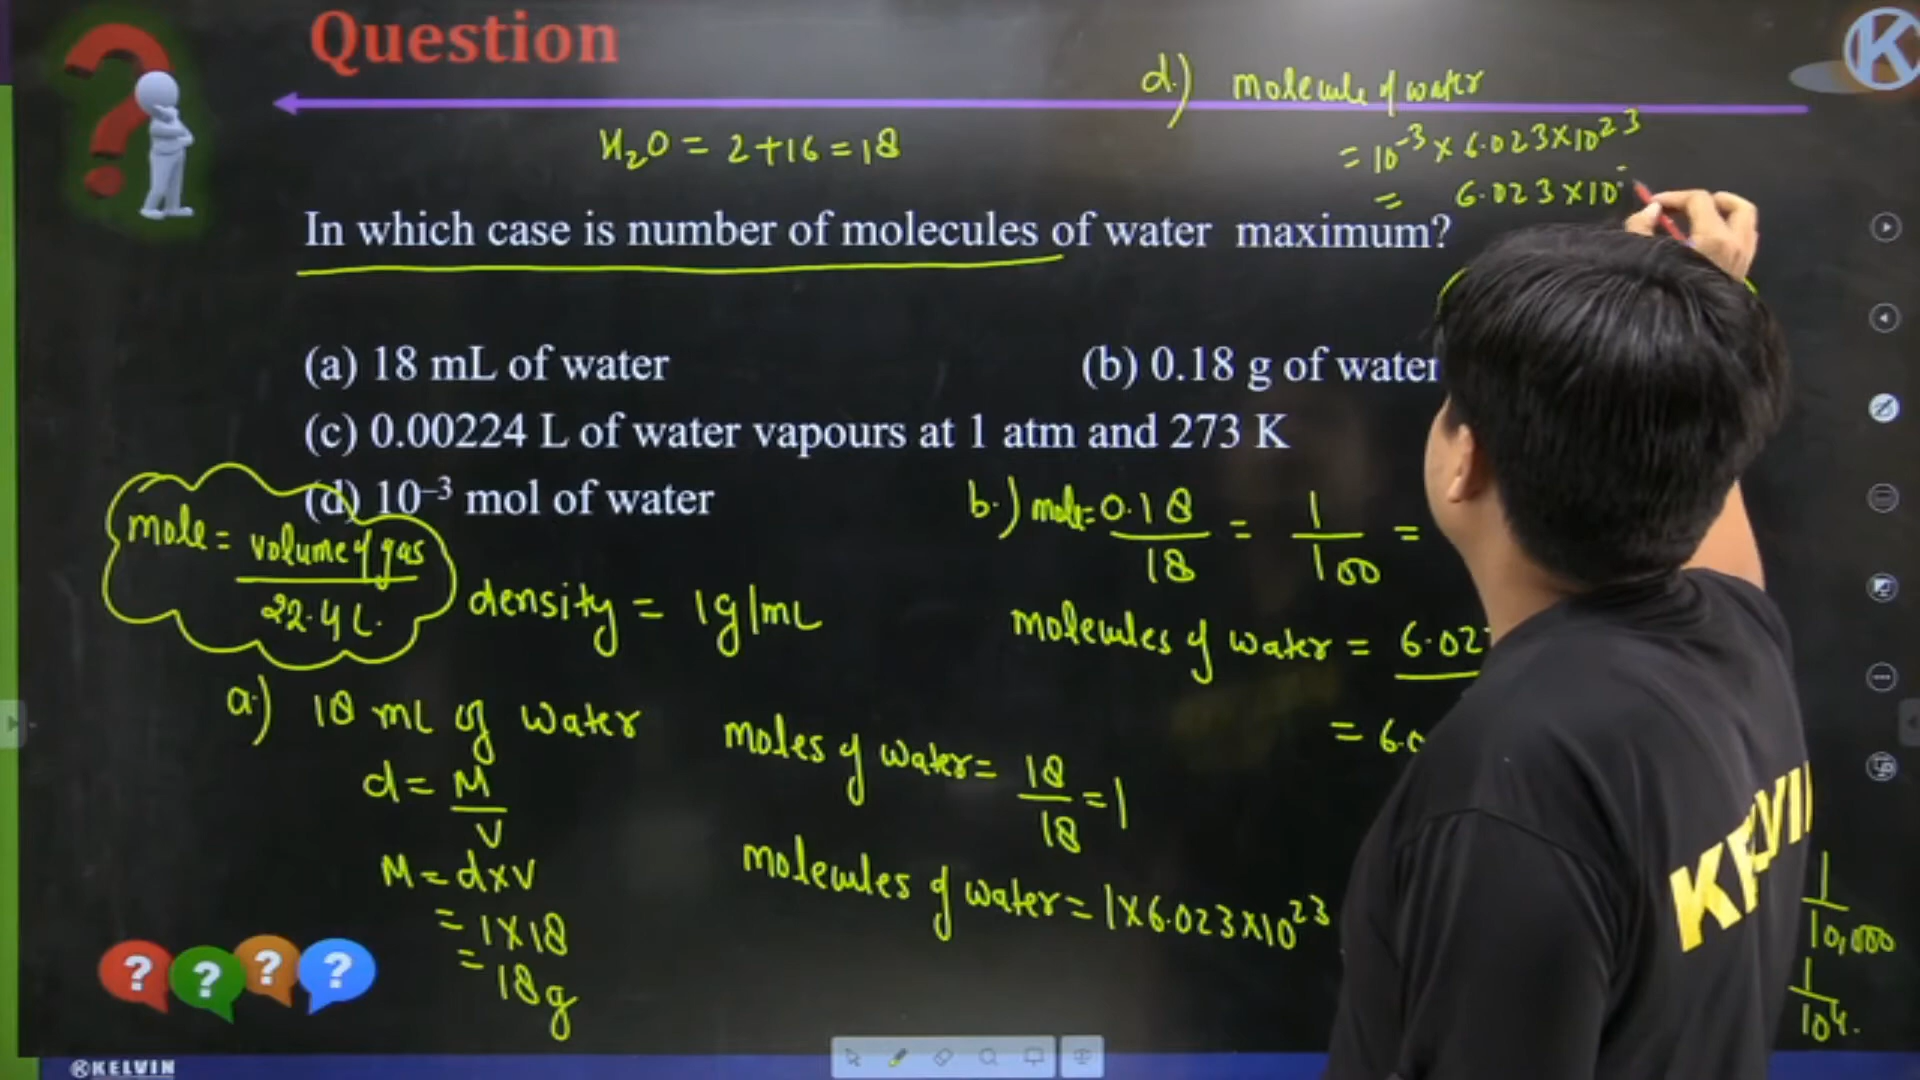 Question
d.) molecule of water
= 10⁻³ × 6.023×10²³
= 6.023×10
H₂O = 2+16=18
In which case is number of molecules of water maximum?
(a) 18 mL of water
(b) 0.18 g of water
(c) 0.00224 L of water vapours at 1 atm and 273 K
(d) 10⁻³ mol of water
mole = volume of gas / 22.4 L.
density = 1g/mL
b.) mole = 0.18/18 = 1/100 =
molecules of water = 6.02
= 6.0
a.) 18 mL of water
d = M/V
M = d×V
= 1×18
= 18g
moles of water = 18/18 = 1
molecules of water = 1×6.023×10²³
1/10,000
1/10⁴.
KELVIN
? ? ? ?
KELVIN